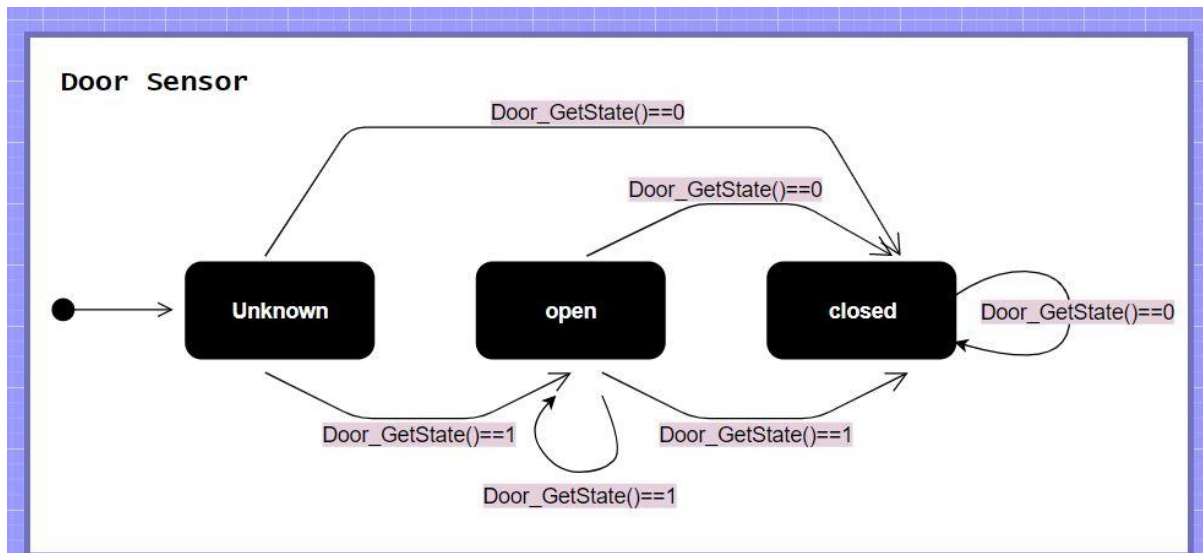 Door Sensor
Door_GetState()==0
Door_GetState()==0
Unknown
open
closed
Door_GetState()==0
Door_GetState()==1
Door_GetState()==1
Door_GetState()==1